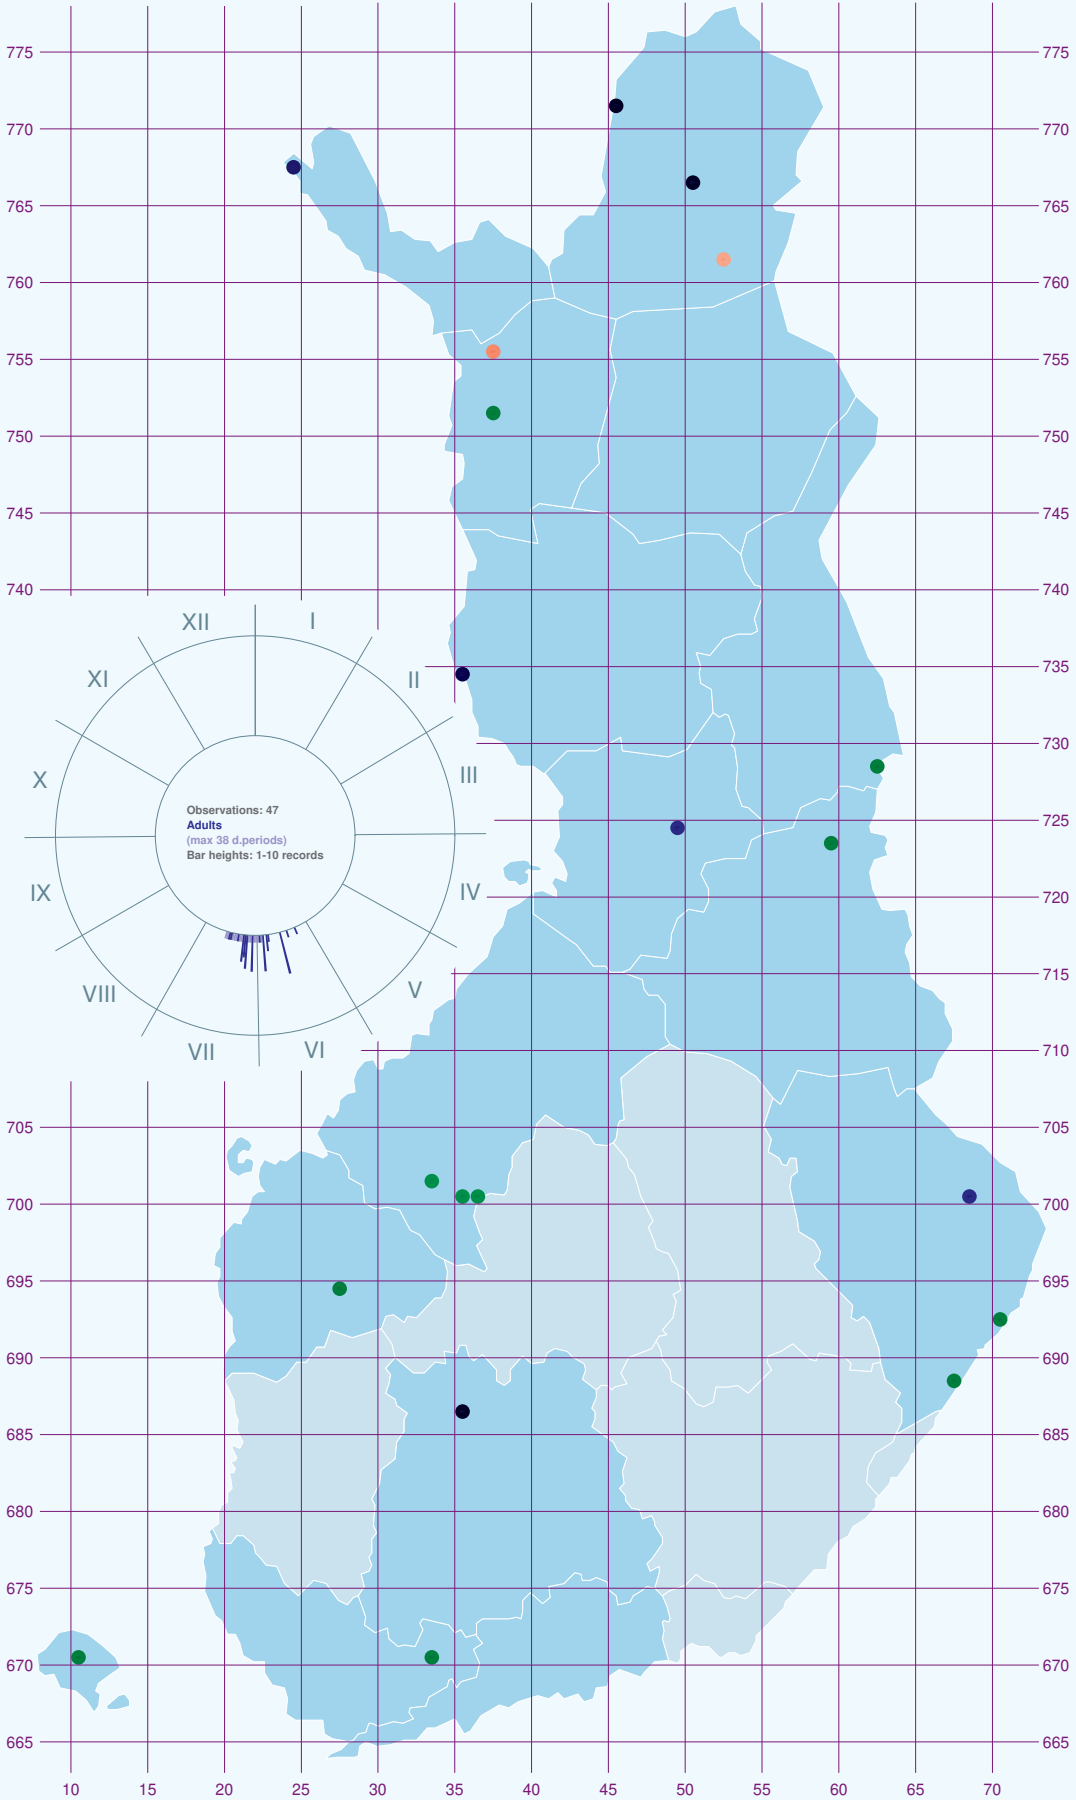 775 775
770 770
765 765
760 760
755 755
750 750
745 745
740 740
XII I
XI II
735
730
X III
Observations: 47
Adults
(max 38 d.periods)
Bar heights: 1-10 records
725
IX IV
720
VIII V
715
VII VI
710
705 705
700 700
695 695
690 690
685 685
680 680
675 675
670 670
665 665
10 15 20 25 30 35 40 45 50 55 60 65 70